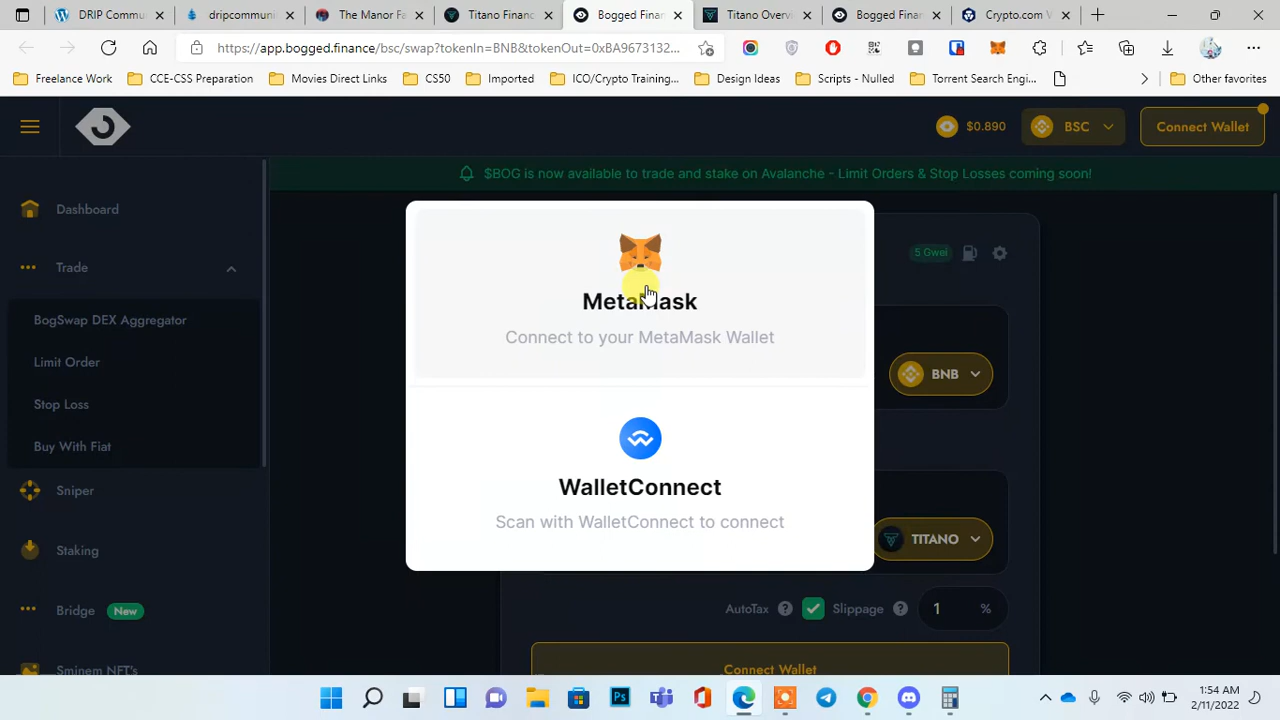 DRIP Commu
dripcommun
The Manor Fa
Titano Financ
Bogged Finan
Titano Overvi
Bogged Finan
Crypto.com W
https://app.bogged.finance/bsc/swap?tokenIn=BNB&tokenOut=0xBA9673132...
Freelance Work
CCE-CSS Preparation
Movies Direct Links
CS50
Imported
ICO/Crypto Training...
Design Ideas
Scripts - Nulled
Torrent Search Engi...
Other favorites
$0.890
BSC
Connect Wallet
$BOG is now available to trade and stake on Avalanche - Limit Orders & Stop Losses coming soon!
Dashboard
Trade
BogSwap DEX Aggregator
Limit Order
Stop Loss
Buy With Fiat
Sniper
Staking
Bridge New
Sminem NFT's
5 Gwei
MetaMask
Connect to your MetaMask Wallet
BNB
WalletConnect
Scan with WalletConnect to connect
TITANO
AutoTax ? Slippage ? 1 %
Connect Wallet
1:54 AM
2/11/2022